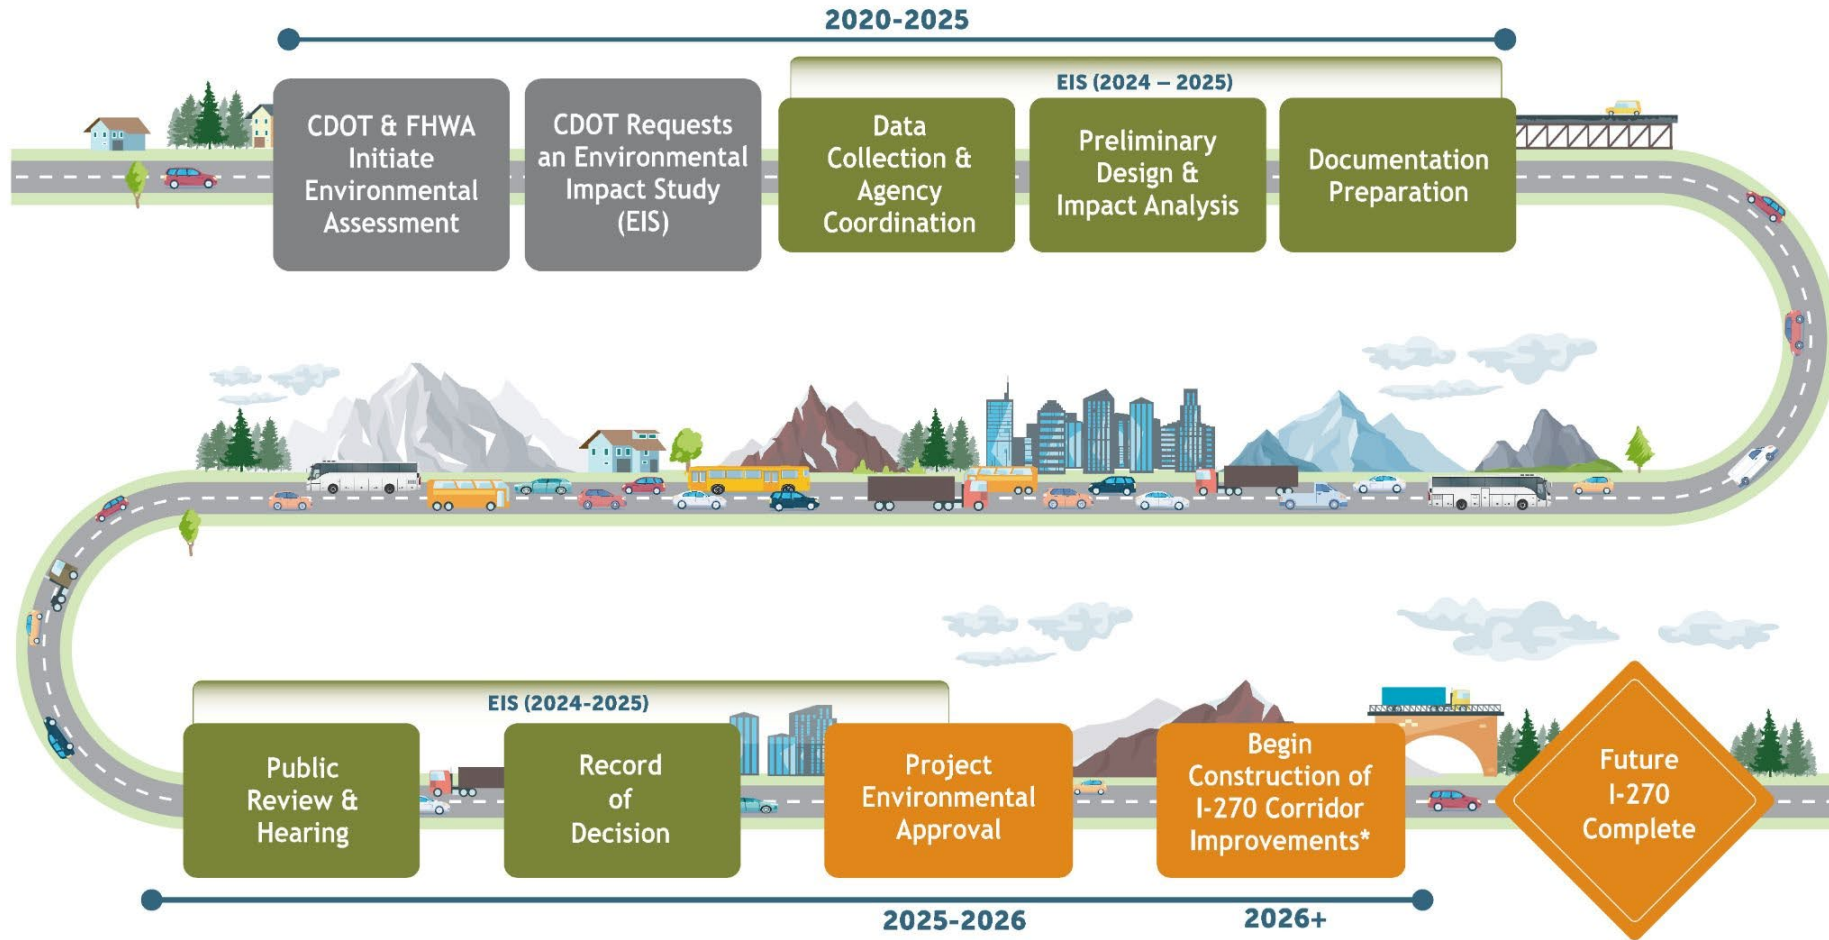 2020-2025
EIS (2024 – 2025)
CDOT & FHWA
Initiate
Environmental
Assessment
CDOT Requests
an Environmental
Impact Study
(EIS)
Data
Collection &
Agency
Coordination
Preliminary
Design &
Impact Analysis
Documentation
Preparation
EIS (2024-2025)
Public
Review &
Hearing
Record
of
Decision
Project
Environmental
Approval
Begin
Construction of
I-270 Corridor
Improvements*
Future
I-270
Complete
2025-2026
2026+